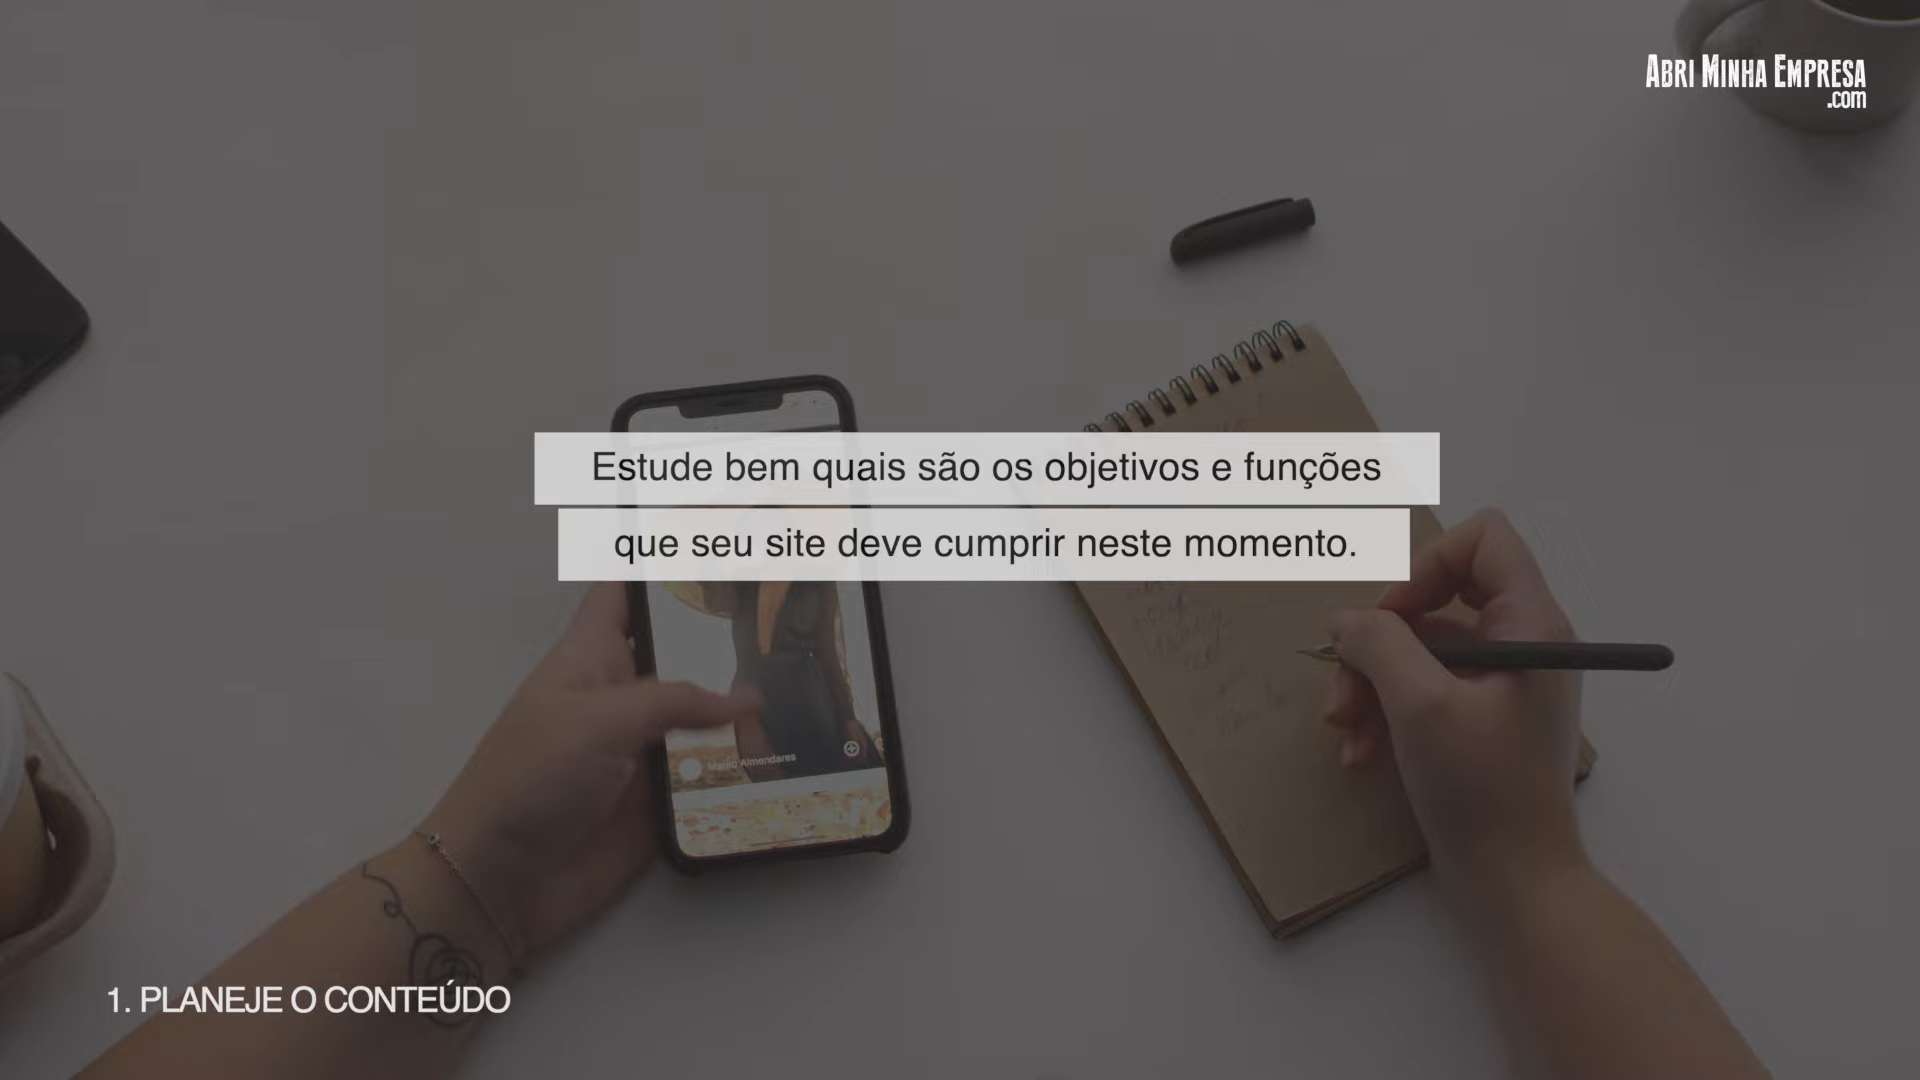 ABRI MINHA EMPRESA
.com
Estude bem quais são os objetivos e funções
que seu site deve cumprir neste momento.
Almendares
1. PLANEJE O CONTEÚDO